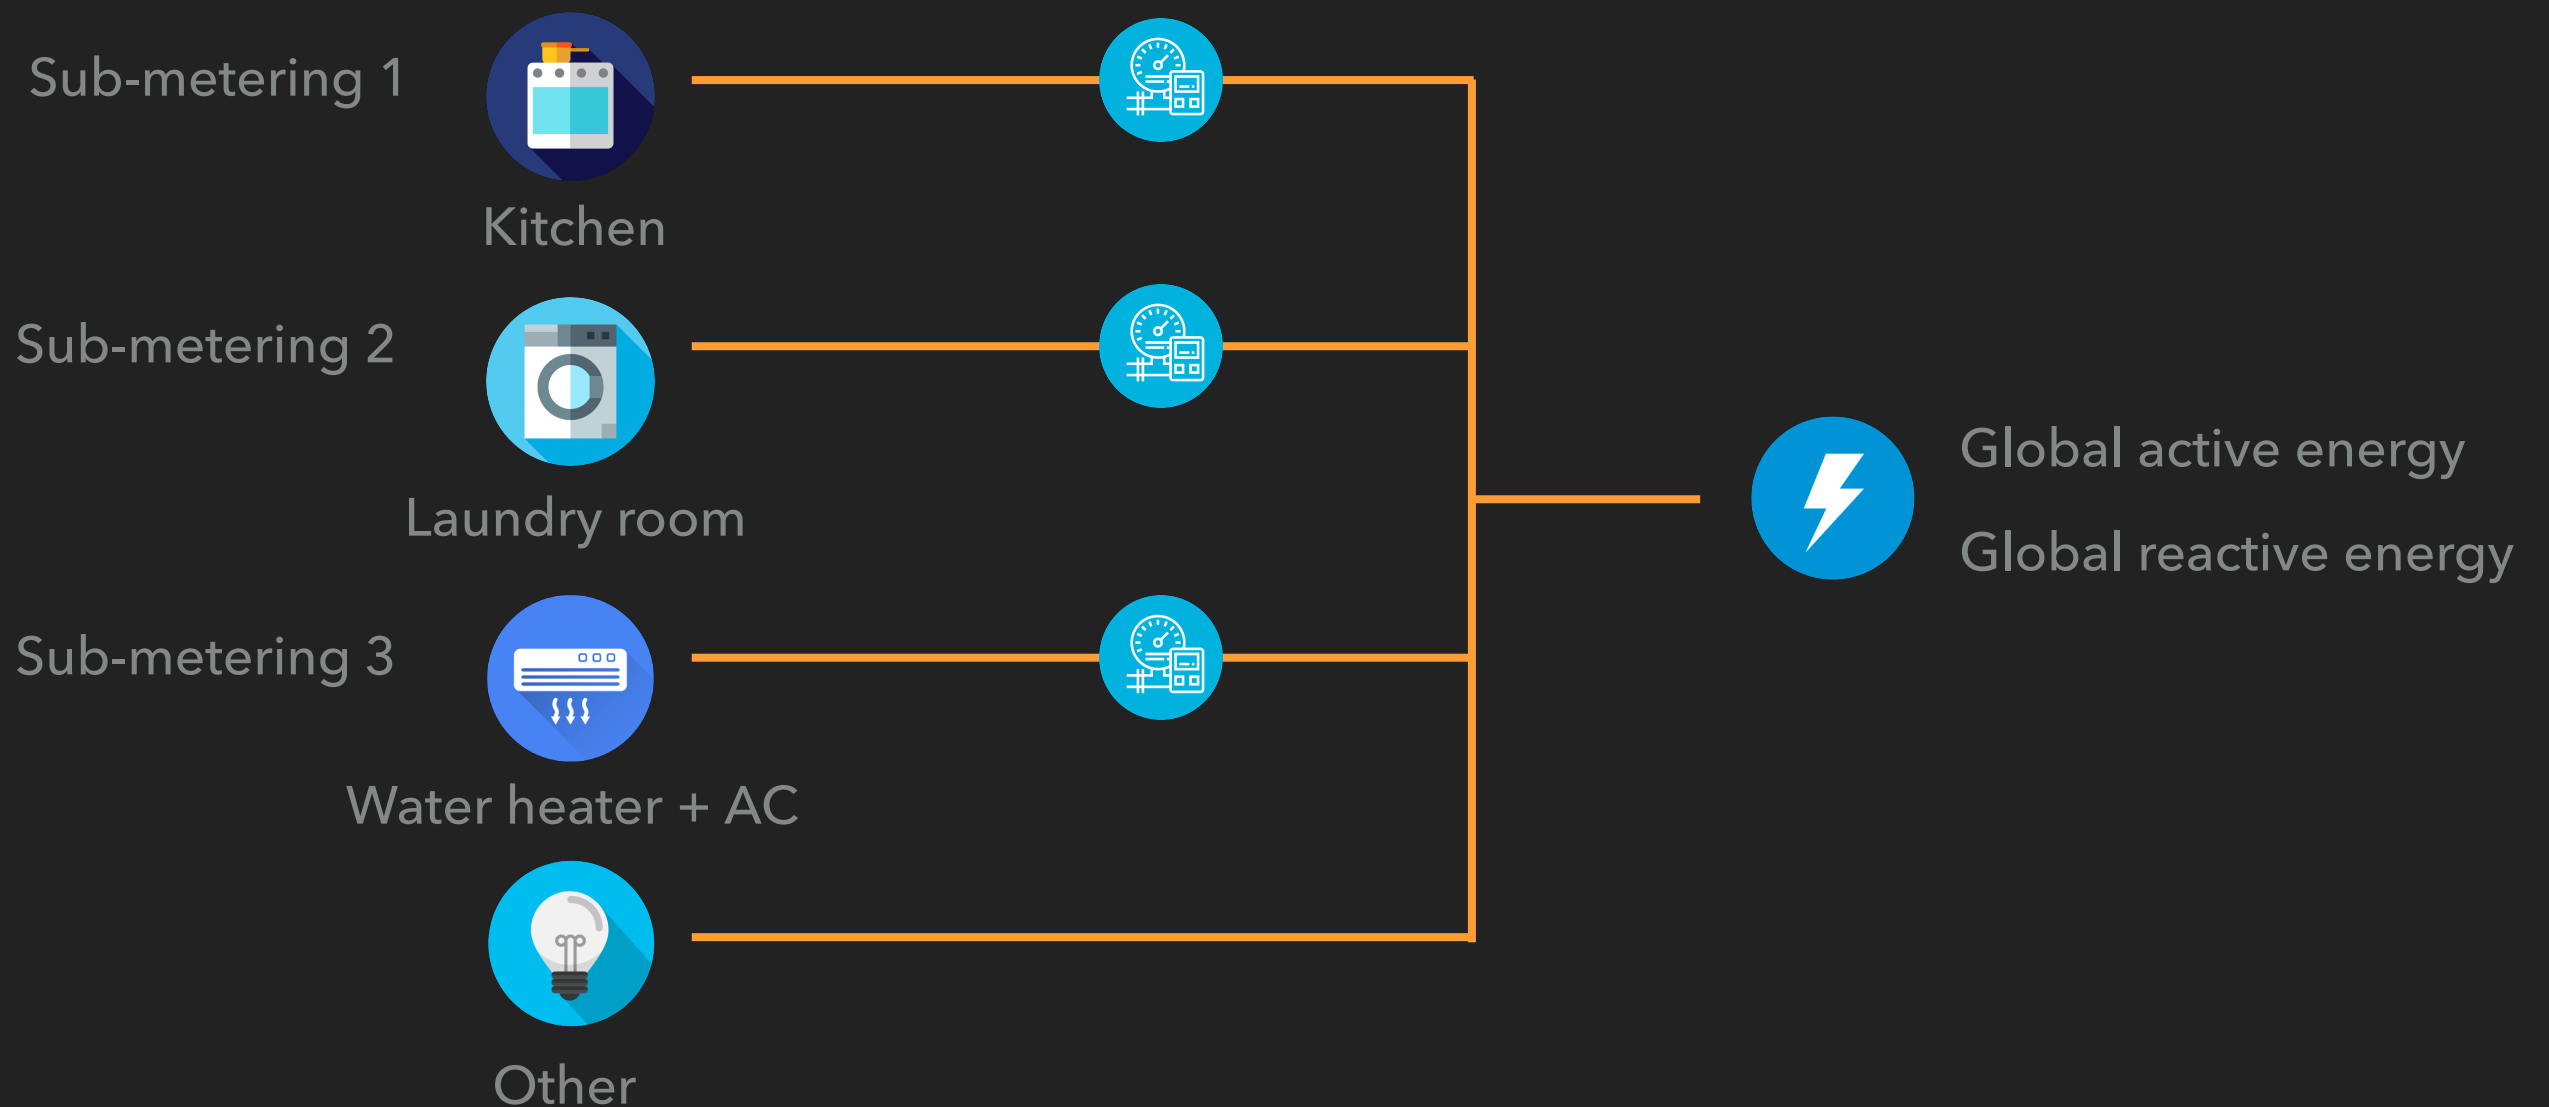 Sub-metering 1
Kitchen
Sub-metering 2
Laundry room
Global active energy
Global reactive energy
Sub-metering 3
Water heater + AC
Other